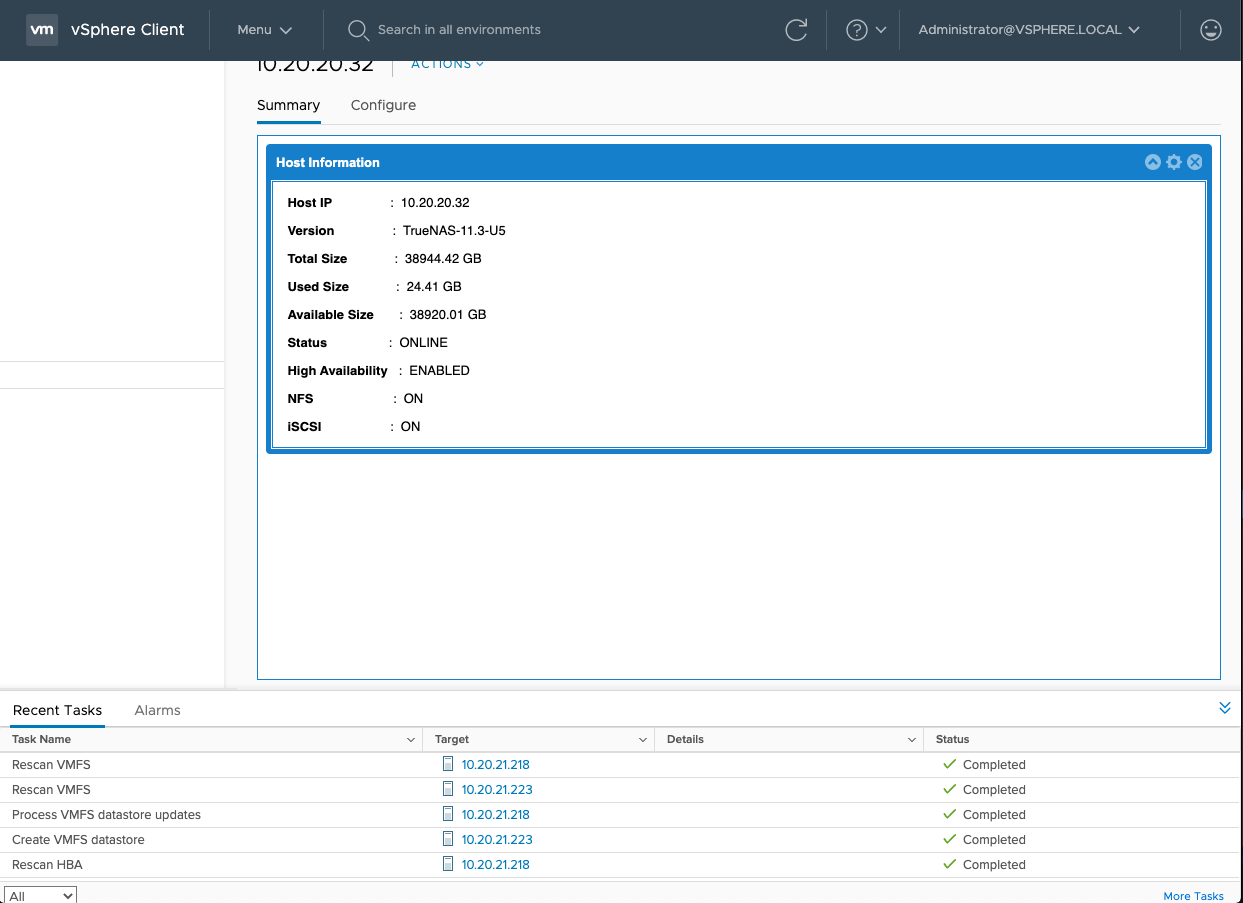 vm vSphere Client Menu Search in all environments Administrator@VSPHERE.LOCAL
10.20.20.32 ACTIONS
Summary Configure
Host Information
Host IP : 10.20.20.32
Version : TrueNAS-11.3-U5
Total Size : 38944.42 GB
Used Size : 24.41 GB
Available Size : 38920.01 GB
Status : ONLINE
High Availability : ENABLED
NFS : ON
iSCSI : ON
Recent Tasks Alarms
Task Name Target Details Status
Rescan VMFS 10.20.21.218 Completed
Rescan VMFS 10.20.21.223 Completed
Process VMFS datastore updates 10.20.21.218 Completed
Create VMFS datastore 10.20.21.223 Completed
Rescan HBA 10.20.21.218 Completed
All More Tasks